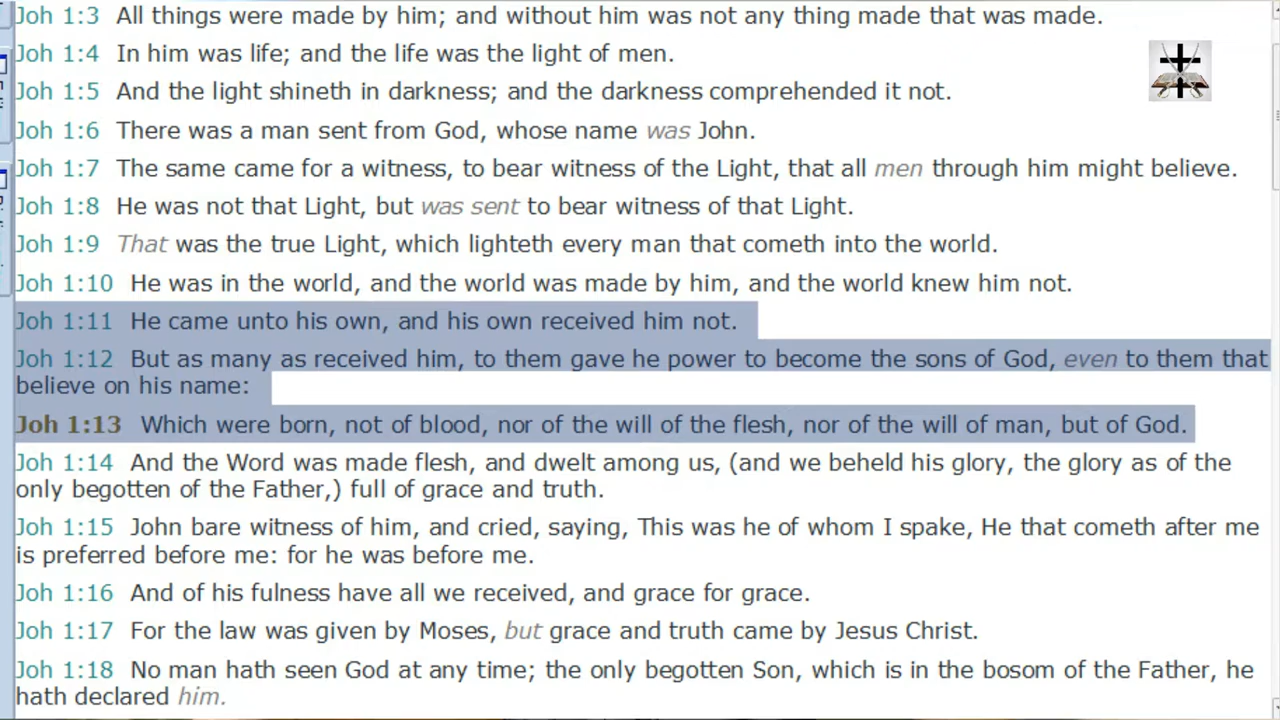 Joh 1:3 All things were made by him; and without him was not any thing made that was made.
Joh 1:4 In him was life; and the life was the light of men.
Joh 1:5 And the light shineth in darkness; and the darkness comprehended it not.
Joh 1:6 There was a man sent from God, whose name was John.
Joh 1:7 The same came for a witness, to bear witness of the Light, that all men through him might believe.
Joh 1:8 He was not that Light, but was sent to bear witness of that Light.
Joh 1:9 That was the true Light, which lighteth every man that cometh into the world.
Joh 1:10 He was in the world, and the world was made by him, and the world knew him not.
Joh 1:11 He came unto his own, and his own received him not.
Joh 1:12 But as many as received him, to them gave he power to become the sons of God, even to them that
believe on his name:
Joh 1:13 Which were born, not of blood, nor of the will of the flesh, nor of the will of man, but of God.
Joh 1:14 And the Word was made flesh, and dwelt among us, (and we beheld his glory, the glory as of the
only begotten of the Father,) full of grace and truth.
Joh 1:15 John bare witness of him, and cried, saying, This was he of whom I spake, He that cometh after me
is preferred before me: for he was before me.
Joh 1:16 And of his fulness have all we received, and grace for grace.
Joh 1:17 For the law was given by Moses, but grace and truth came by Jesus Christ.
Joh 1:18 No man hath seen God at any time; the only begotten Son, which is in the bosom of the Father, he
hath declared him.